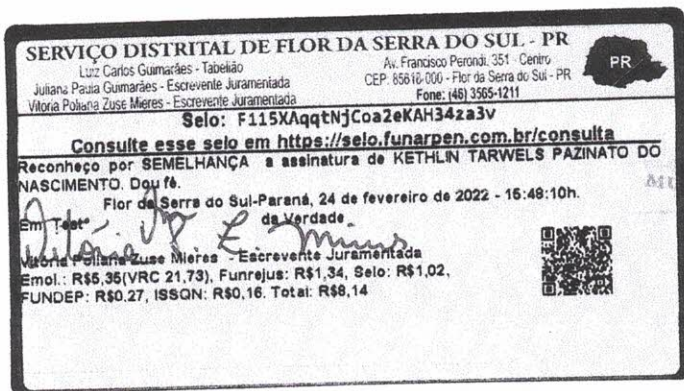 SERVIÇO DISTRITAL DE FLOR DA SERRA DO SUL - PR
Luiz Carlos Guimarães - Tabelião
Juliana Paula Guimarães - Escrevente Juramentada
Vitoria Poliana Zuse Mieres - Escrevente Juramentada
Av. Francisco Perondi, 351 - Centro
CEP: 85618-000 - Flor da Serra do Sul - PR
Fone: (46) 3565-1211
PR
Selo: F115XAqqtNjCoa2eKAH34za3v
Consulte esse selo em https://selo.funarpen.com.br/consulta
Reconheço por SEMELHANÇA a assinatura de KETHLIN TARWELS PAZINATO DO
NASCIMENTO. Dou fé.
Flor da Serra do Sul-Paraná, 24 de fevereiro de 2022 - 15:48:10h.
Em Testº da Verdade
Vitória Poliana Zuse Mieres - Escrevente Juramentada
Emol.: R$5,35(VRC 21,73), Funrejus: R$1,34, Selo: R$1,02,
FUNDEP: R$0,27, ISSQN: R$0,16. Total: R$8,14